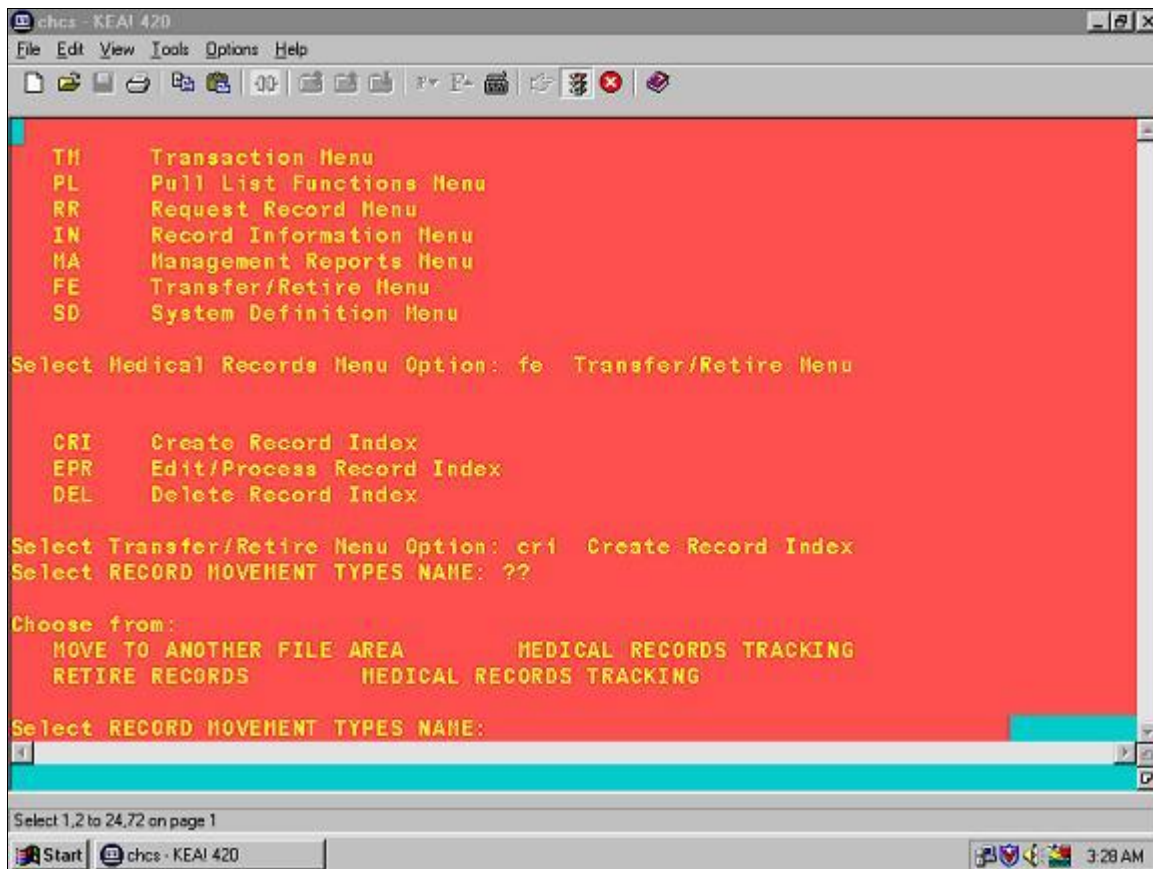 chcs - KEA! 420
File Edit View Tools Options Help
TM Transaction Menu
PL Pull List Functions Menu
RR Request Record Menu
IN Record Information Menu
MA Management Reports Menu
FE Transfer/Retire Menu
SD System Definition Menu
Select Medical Records Menu Option: fe Transfer/Retire Menu
CRI Create Record Index
EPR Edit/Process Record Index
DEL Delete Record Index
Select Transfer/Retire Menu Option: cri Create Record Index
Select RECORD MOVEMENT TYPES NAME: ??
Choose from:
MOVE TO ANOTHER FILE AREA MEDICAL RECORDS TRACKING
RETIRE RECORDS MEDICAL RECORDS TRACKING
Select RECORD MOVEMENT TYPES NAME:
Select 1,2 to 24,72 on page 1
Start chcs - KEA! 420 3:28 AM